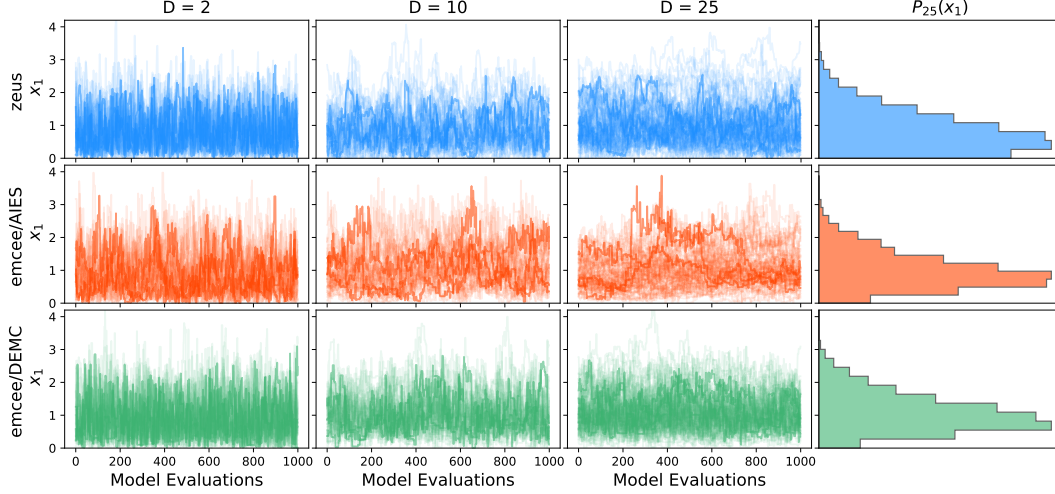 D = 2
D = 10
D = 25
P₂₅(x₁)
zeus
x₁
4
3
2
1
0
emcee/AIES
x₁
4
3
2
1
0
emcee/DEMC
x₁
4
3
2
1
0
0 200 400 600 800 1000
0 200 400 600 800 1000
0 200 400 600 800 1000
Model Evaluations
Model Evaluations
Model Evaluations